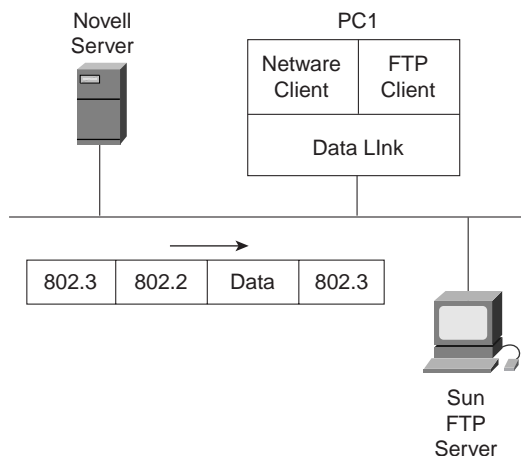 Novell
Server
PC1
Netware
Client
FTP
Client
Data LInk
802.3
802.2
Data
802.3
Sun
FTP
Server